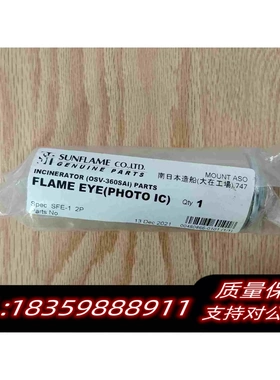 SUNFLAME CO.,LTD.
GENUINE PARTS
MOUNT ASO
南日本造船(大在工場),747
INCINERATOR (OSV-360SAI) PARTS
FLAME EYE(PHOTO IC)
Qty 1
Spec. SFE-1 2P
Parts No
13 Dec 2021
:18359888911
质量保障
支持对公